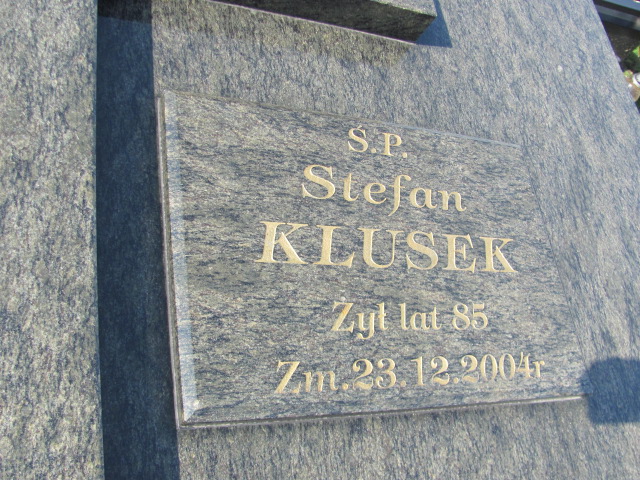 Ś.P.
Stefan
KLUSEK
Żył lat 85
Zm.23.12.2004r